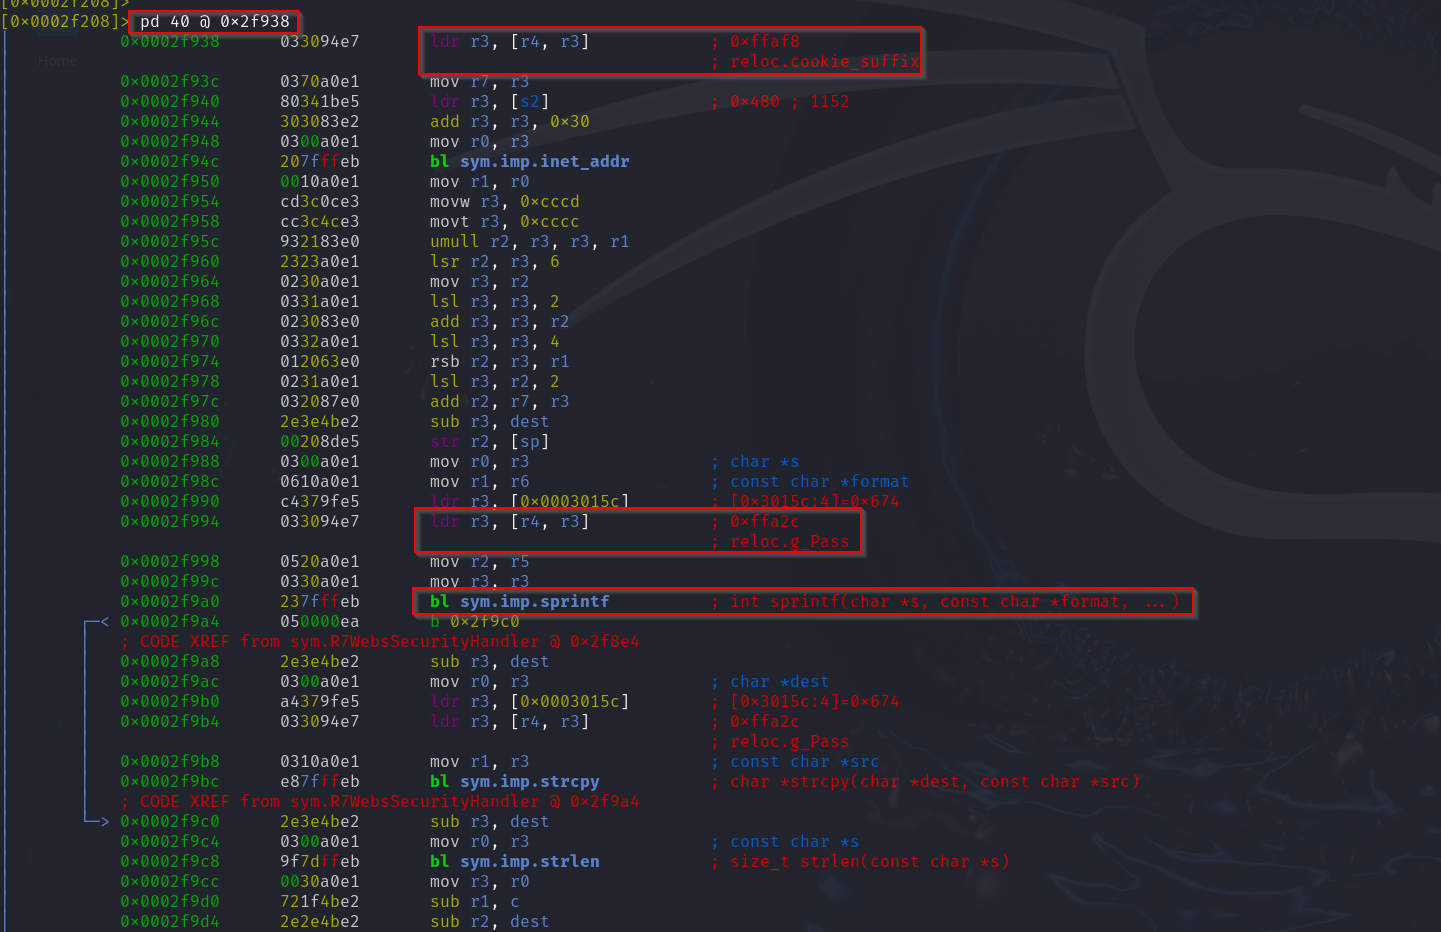 [0×0002f208]>
[0×0002f208]> pd 40 @ 0×2f938
0×0002f938 033094e7 ldr r3, [r4, r3] ; 0×ffaf8
; reloc.cookie_suffix
Home
0×0002f93c 0370a0e1 mov r7, r3
0×0002f940 80341be5 ldr r3, [s2] ; 0×480 ; 1152
0×0002f944 303083e2 add r3, r3, 0×30
0×0002f948 0300a0e1 mov r0, r3
0×0002f94c 207fffeb bl sym.imp.inet_addr
0×0002f950 0010a0e1 mov r1, r0
0×0002f954 cd3c0ce3 movw r3, 0×cccd
0×0002f958 cc3c4ce3 movt r3, 0×cccc
0×0002f95c 932183e0 umull r2, r3, r3, r1
0×0002f960 2323a0e1 lsr r2, r3, 6
0×0002f964 0230a0e1 mov r3, r2
0×0002f968 0331a0e1 lsl r3, r3, 2
0×0002f96c 023083e0 add r3, r3, r2
0×0002f970 0332a0e1 lsl r3, r3, 4
0×0002f974 012063e0 rsb r2, r3, r1
0×0002f978 0231a0e1 lsl r3, r2, 2
0×0002f97c 032087e0 add r2, r7, r3
0×0002f980 2e3e4be2 sub r3, dest
0×0002f984 00208de5 str r2, [sp]
0×0002f988 0300a0e1 mov r0, r3 ; char *s
0×0002f98c 0610a0e1 mov r1, r6 ; const char *format
0×0002f990 c4379fe5 ldr r3, [0×0003015c] ; [0×3015c:4]=0×674
0×0002f994 033094e7 ldr r3, [r4, r3] ; 0×ffa2c
; reloc.g_Pass
0×0002f998 0520a0e1 mov r2, r5
0×0002f99c 0330a0e1 mov r3, r3
0×0002f9a0 237fffeb bl sym.imp.sprintf ; int sprintf(char *s, const char *format, ...)
0×0002f9a4 050000ea b 0×2f9c0
; CODE XREF from sym.R7WebsSecurityHandler @ 0×2f8e4
0×0002f9a8 2e3e4be2 sub r3, dest
0×0002f9ac 0300a0e1 mov r0, r3 ; char *dest
0×0002f9b0 a4379fe5 ldr r3, [0×0003015c] ; [0×3015c:4]=0×674
0×0002f9b4 033094e7 ldr r3, [r4, r3] ; 0×ffa2c
; reloc.g_Pass
0×0002f9b8 0310a0e1 mov r1, r3 ; const char *src
0×0002f9bc e87fffeb bl sym.imp.strcpy ; char *strcpy(char *dest, const char *src)
; CODE XREF from sym.R7WebsSecurityHandler @ 0×2f9a4
0×0002f9c0 2e3e4be2 sub r3, dest
0×0002f9c4 0300a0e1 mov r0, r3 ; const char *s
0×0002f9c8 9f7dffeb bl sym.imp.strlen ; size_t strlen(const char *s)
0×0002f9cc 0030a0e1 mov r3, r0
0×0002f9d0 721f4be2 sub r1, c
0×0002f9d4 2e2e4be2 sub r2, dest